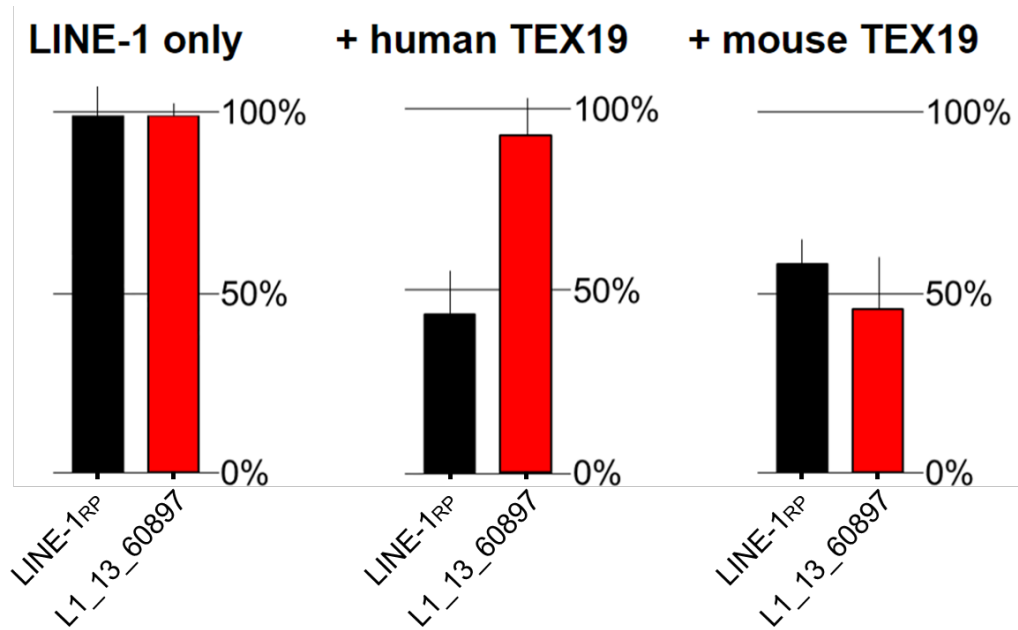 LINE-1 only
100%
50%
0%
LINE-1RP
L1_13_60897
+ human TEX19
100%
50%
0%
LINE-1RP
L1_13_60897
+ mouse TEX19
100%
50%
0%
LINE-1RP
L1_13_60897